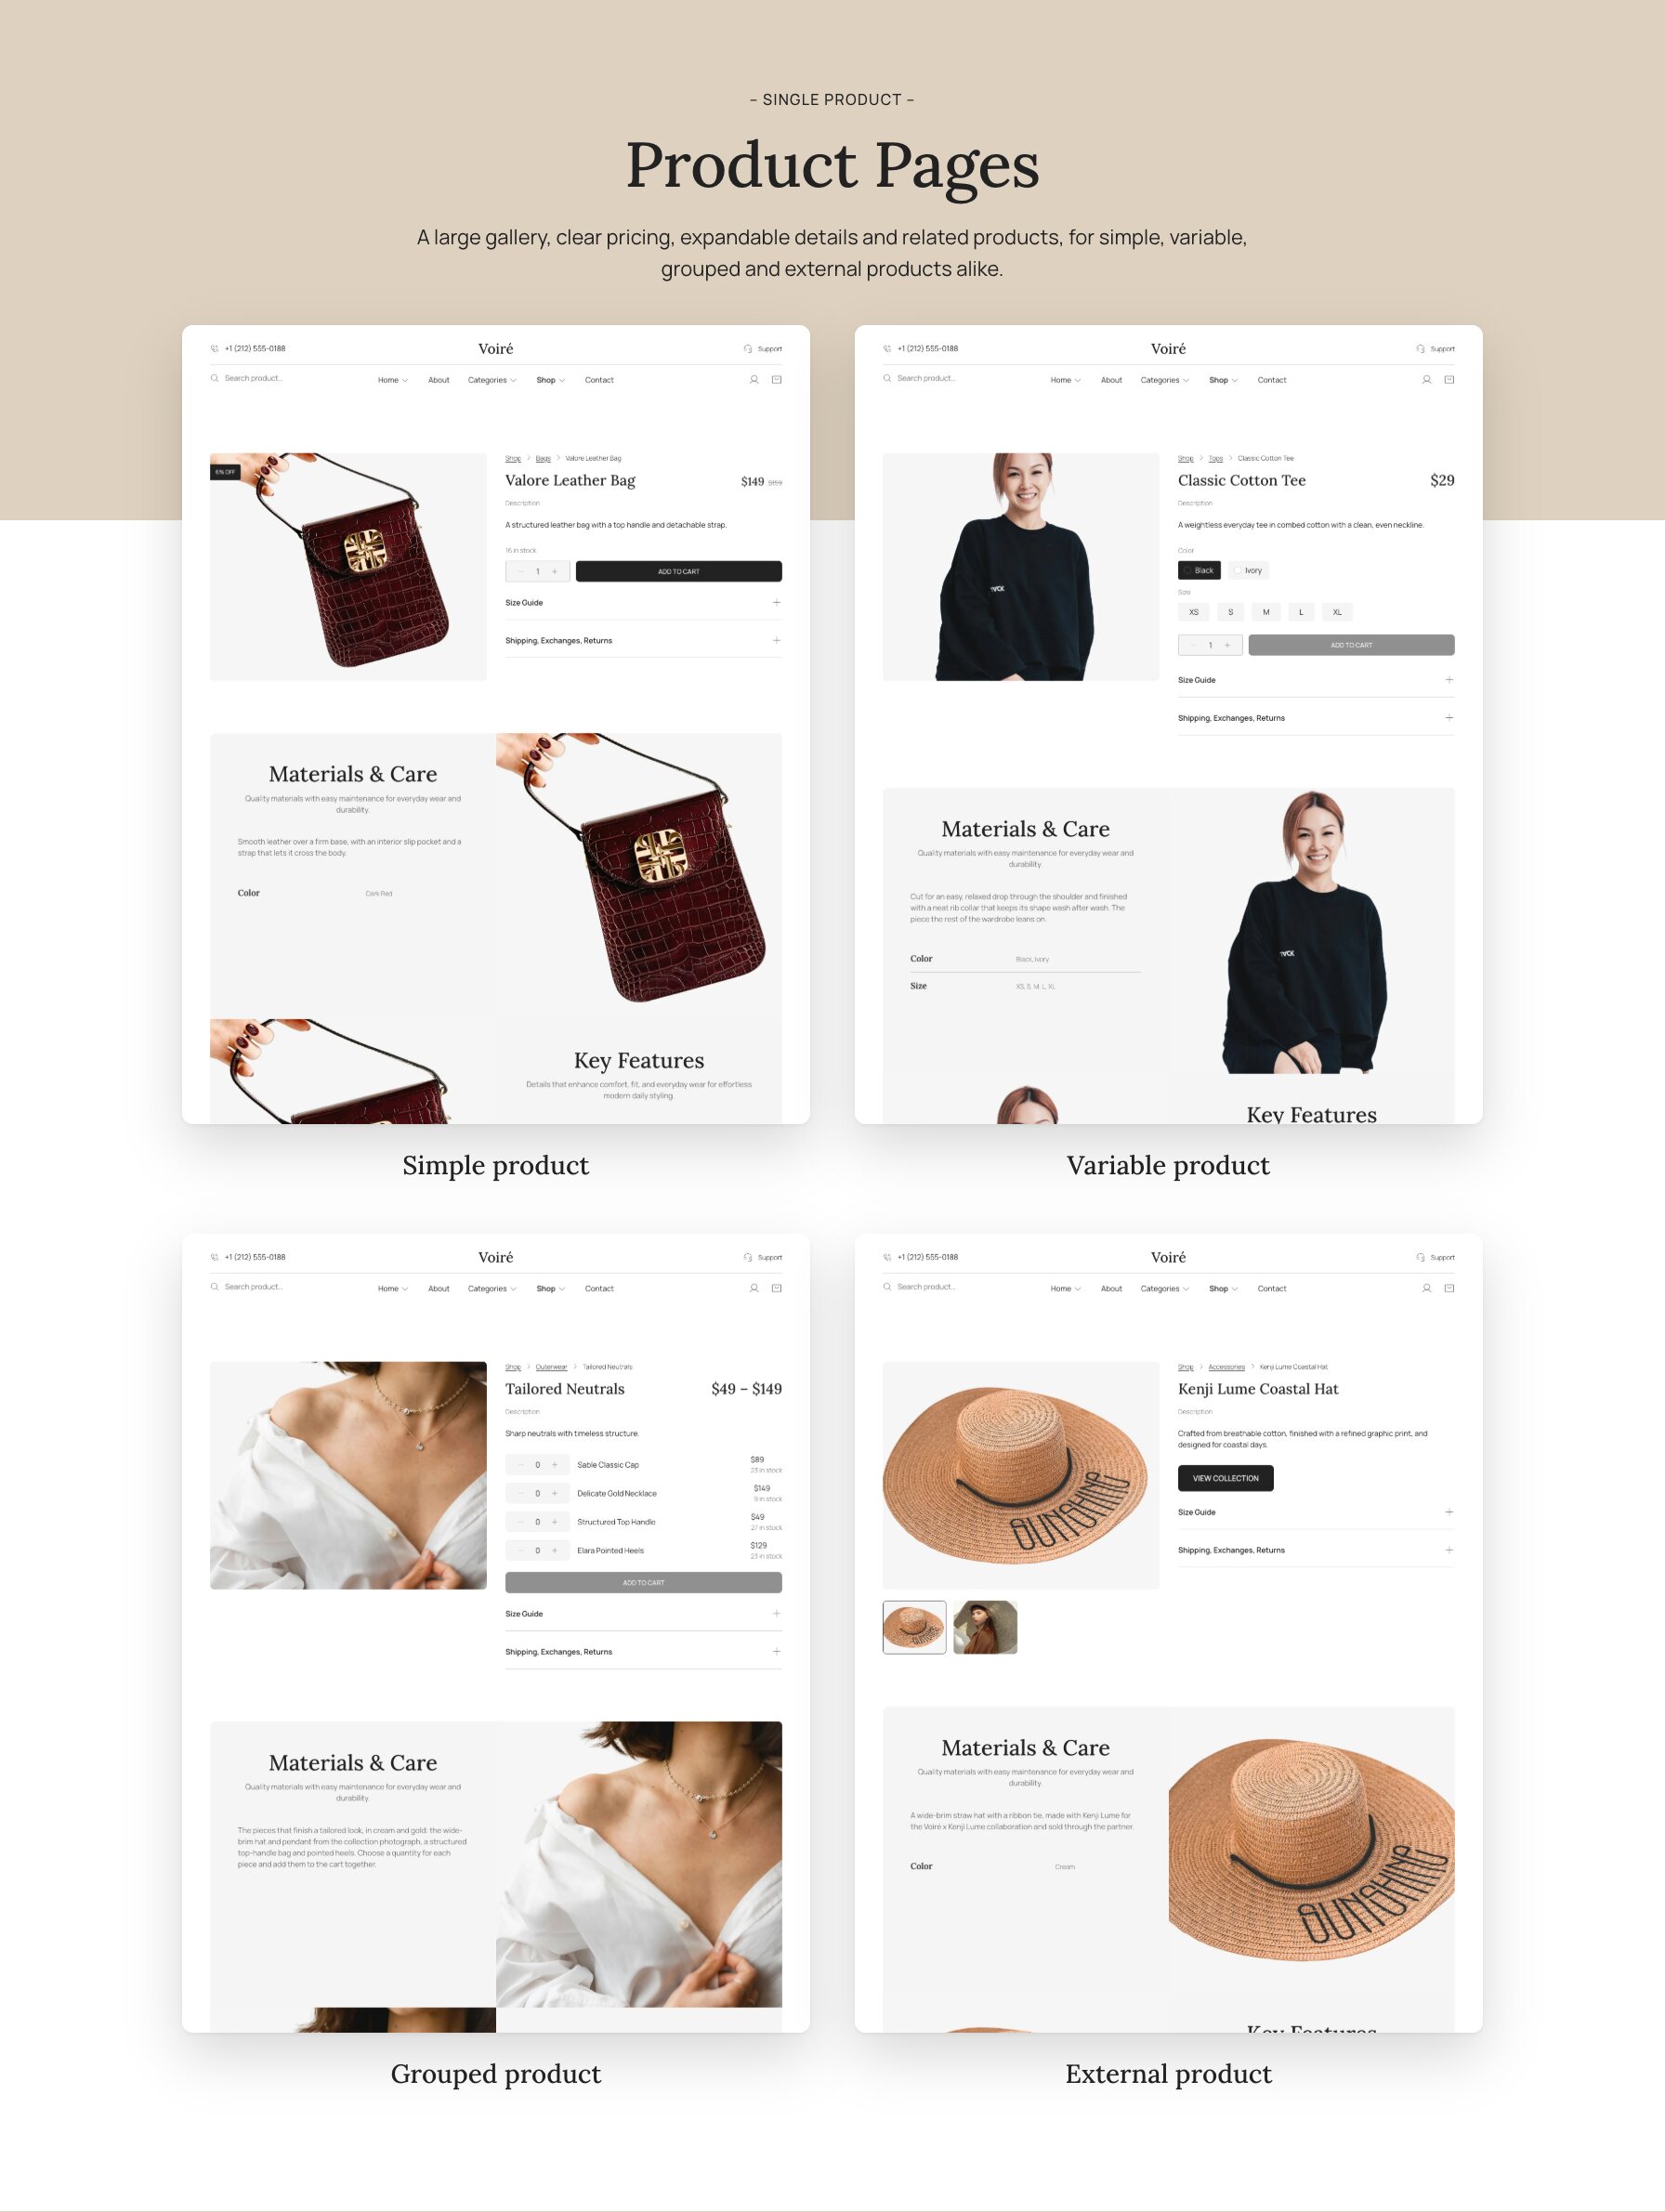 – SINGLE PRODUCT –
Product Pages
A large gallery, clear pricing, expandable details and related products, for simple, variable,
grouped and external products alike.
+1 (212) 555-0188
Voiré
Support
Search product...
Home
About
Categories
Shop
Contact
6% OFF
Shop > Bags > Valore Leather Bag
Valore Leather Bag
$149 $159
Description
A structured leather bag with a top handle and detachable strap.
16 in stock
− 1 +
ADD TO CART
Size Guide
Shipping, Exchanges, Returns
Materials & Care
Quality materials with easy maintenance for everyday wear and
durability.
Smooth leather over a firm base, with an interior slip pocket and a
strap that lets it cross the body.
Color
Dark Red
Key Features
Details that enhance comfort, fit, and everyday wear for effortless
modern daily styling.
Simple product
+1 (212) 555-0188
Voiré
Support
Search product...
Home
About
Categories
Shop
Contact
Shop > Tops > Classic Cotton Tee
Classic Cotton Tee
$29
Description
A weightless everyday tee in combed cotton with a clean, even neckline.
Color
Black
Ivory
Size
XS
S
M
L
XL
− 1 +
ADD TO CART
Size Guide
Shipping, Exchanges, Returns
Materials & Care
Quality materials with easy maintenance for everyday wear and
durability.
Cut for an easy, relaxed drop through the shoulder and finished
with a neat rib collar that keeps its shape wash after wash. The
piece the rest of the wardrobe leans on.
Color
Black, Ivory
Size
XS, S, M, L, XL
Key Features
Variable product
+1 (212) 555-0188
Voiré
Support
Search product...
Home
About
Categories
Shop
Contact
Shop > Outerwear > Tailored Neutrals
Tailored Neutrals
$49 – $149
Description
Sharp neutrals with timeless structure.
− 0 +
Sable Classic Cap
$89
23 in stock
− 0 +
Delicate Gold Necklace
$149
9 in stock
− 0 +
Structured Top Handle
$49
27 in stock
− 0 +
Elara Pointed Heels
$129
23 in stock
ADD TO CART
Size Guide
Shipping, Exchanges, Returns
Materials & Care
Quality materials with easy maintenance for everyday wear and
durability.
The pieces that finish a tailored look, in cream and gold: the wide-
brim hat and pendant from the collection photograph, a structured
top-handle bag and pointed heels. Choose a quantity for each
piece and add them to the cart together.
Grouped product
+1 (212) 555-0188
Voiré
Support
Search product...
Home
About
Categories
Shop
Contact
Shop > Accessories > Kenji Lume Coastal Hat
Kenji Lume Coastal Hat
Description
Crafted from breathable cotton, finished with a refined graphic print, and
designed for coastal days.
VIEW COLLECTION
Size Guide
Shipping, Exchanges, Returns
SUNSHINE
Materials & Care
Quality materials with easy maintenance for everyday wear and
durability.
A wide-brim straw hat with a ribbon tie, made with Kenji Lume for
the Voiré x Kenji Lume collaboration and sold through the partner.
Color
Cream
SUNSHINE
Key Features
External product